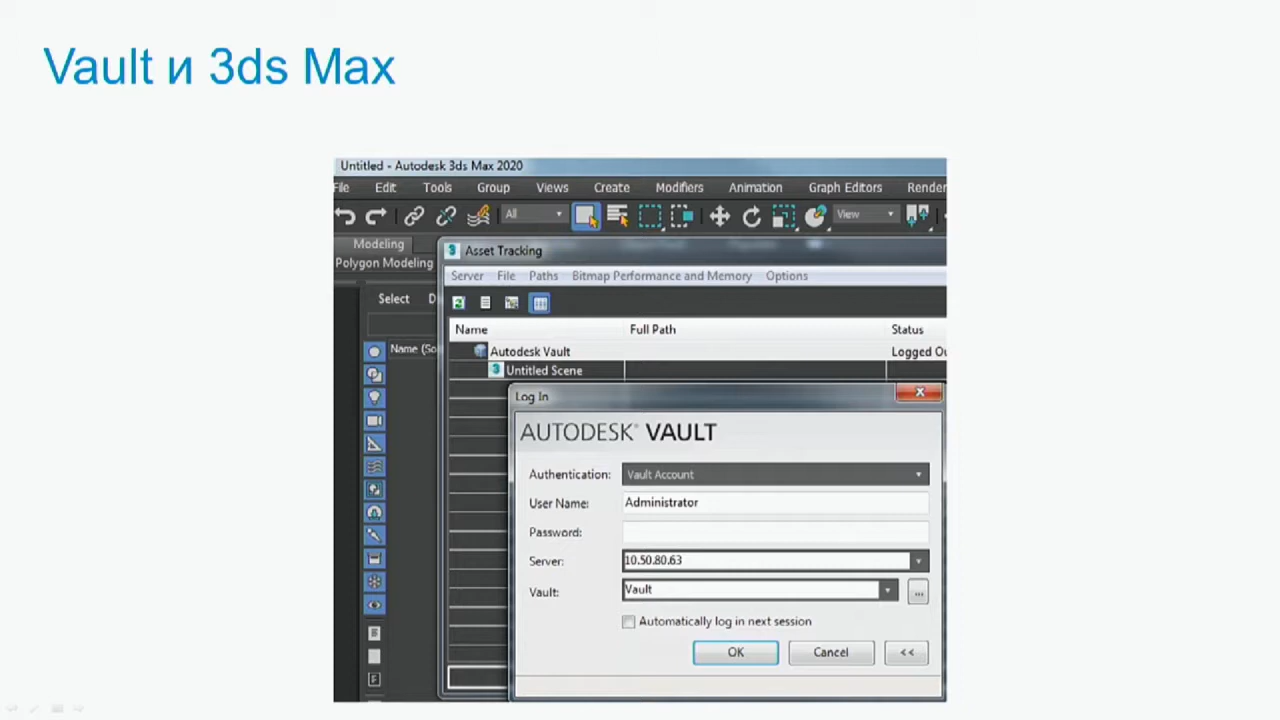 Vault и 3ds Max
Untitled - Autodesk 3ds Max 2020
File Edit Tools Group Views Create Modifiers Animation Graph Editors Render
All View
Modeling
Polygon Modeling
Asset Tracking
Server File Paths Bitmap Performance and Memory Options
Select D
Name Full Path Status
Name (So
Autodesk Vault Logged Ou
Untitled Scene
Log In
AUTODESK® VAULT
Authentication: Vault Account
User Name: Administrator
Password:
Server: 10.50.80.63
Vault: Vault ...
Automatically log in next session
OK Cancel <<
F